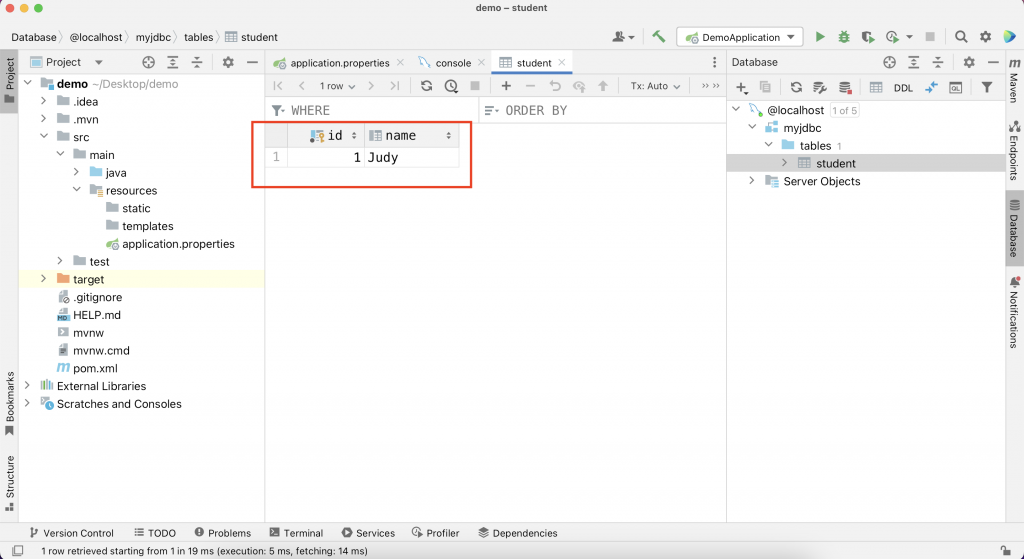 demo – student
Database
@localhost
myjdbc
tables
student
DemoApplication
Project
application.properties
console
student
Database
1 row
Tx: Auto
DDL
WHERE
ORDER BY
id
name
1
1
Judy
demo ~/Desktop/demo
.idea
.mvn
src
main
java
resources
static
templates
application.properties
test
target
.gitignore
HELP.md
mvnw
mvnw.cmd
pom.xml
External Libraries
Scratches and Consoles
@localhost 1 of 5
myjdbc
tables 1
student
Server Objects
Project
Bookmarks
Structure
Maven
Endpoints
Database
Notifications
Version Control
TODO
Problems
Terminal
Services
Profiler
Dependencies
1 row retrieved starting from 1 in 19 ms (execution: 5 ms, fetching: 14 ms)